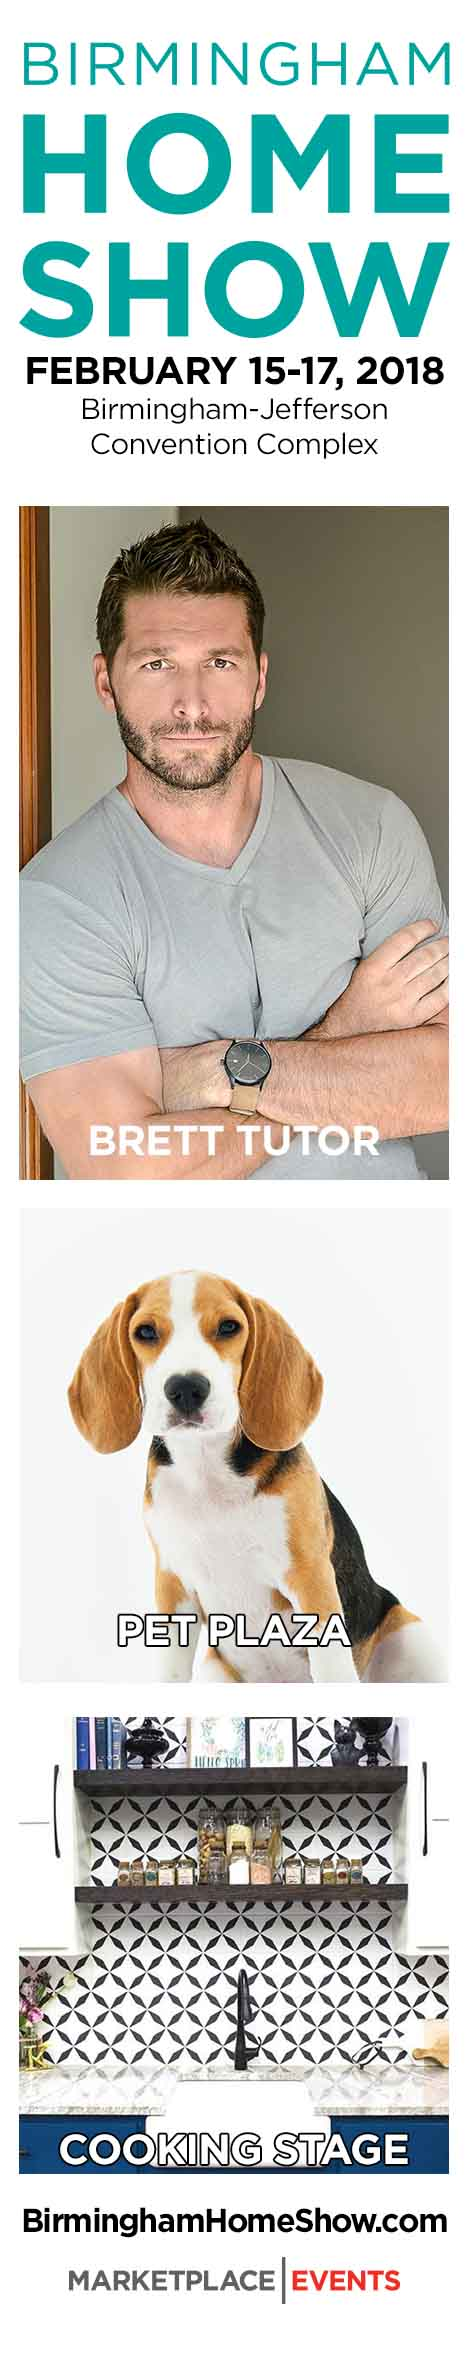 BIRMINGHAM
HOME
SHOW
FEBRUARY 15-17, 2018
Birmingham-Jefferson
Convention Complex
BRETT TUTOR
PET PLAZA
HELLO
COOKING STAGE
BirminghamHomeShow.com
MARKETPLACE|EVENTS